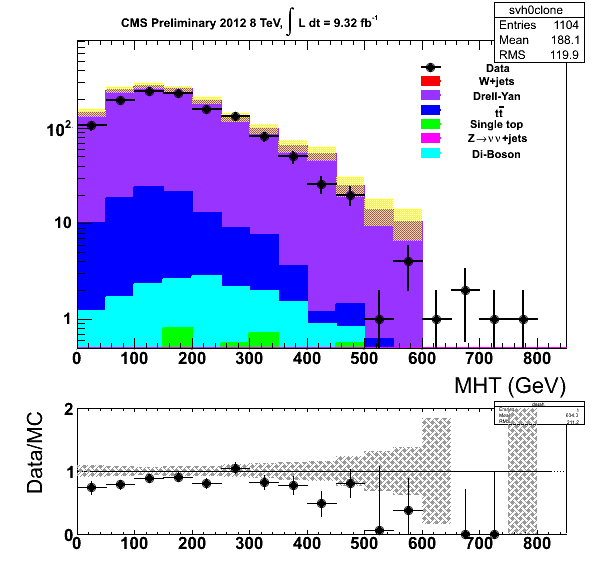 CMS Preliminary 2012 8 TeV, ∫ L dt = 9.32 fb⁻¹
svh0clone
Entries 1104
Mean 188.1
RMS 119.9
Data
W+jets
Drell-Yan
tt̅
Single top
Z→νν+jets
Di-Boson
10²
10
1
0 100 200 300 400 500 600 700 800
MHT (GeV)
Data/MC
2
1
0
0 100 200 300 400 500 600 700 800